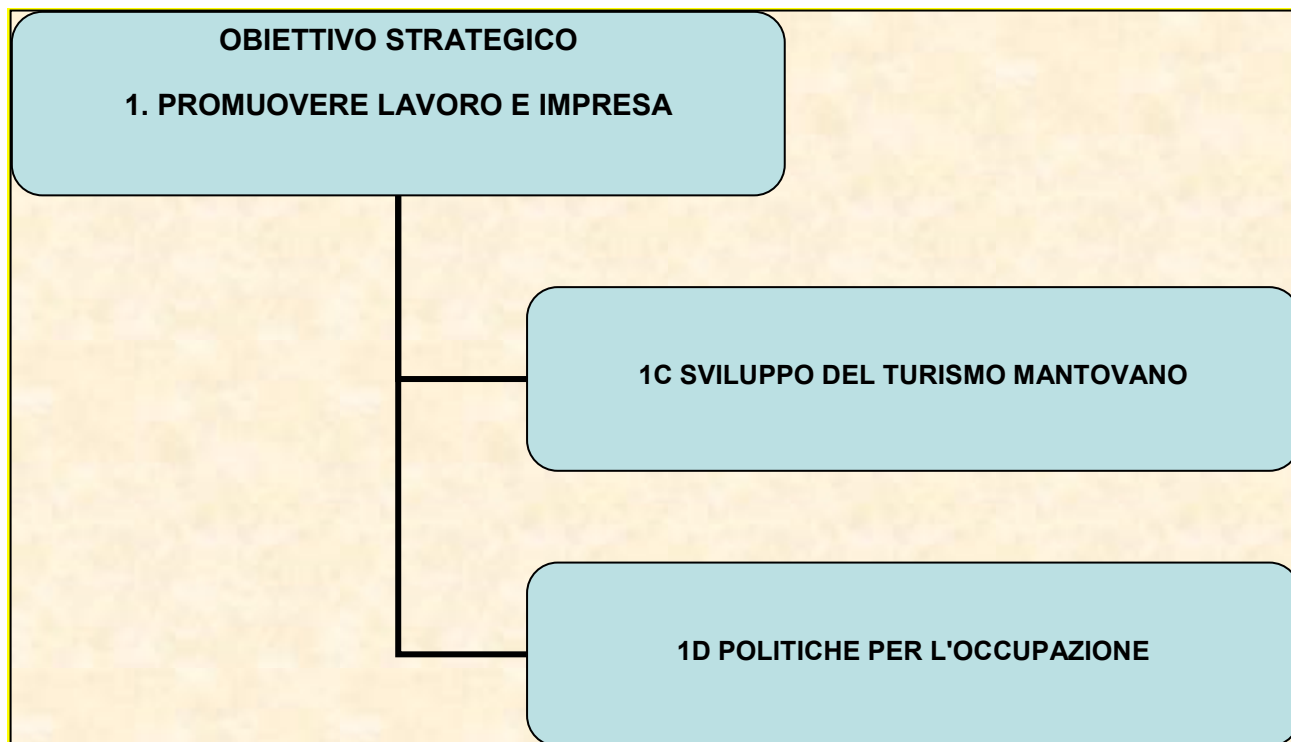 OBIETTIVO STRATEGICO
1. PROMUOVERE LAVORO E IMPRESA
1C SVILUPPO DEL TURISMO MANTOVANO
1D POLITICHE PER L'OCCUPAZIONE